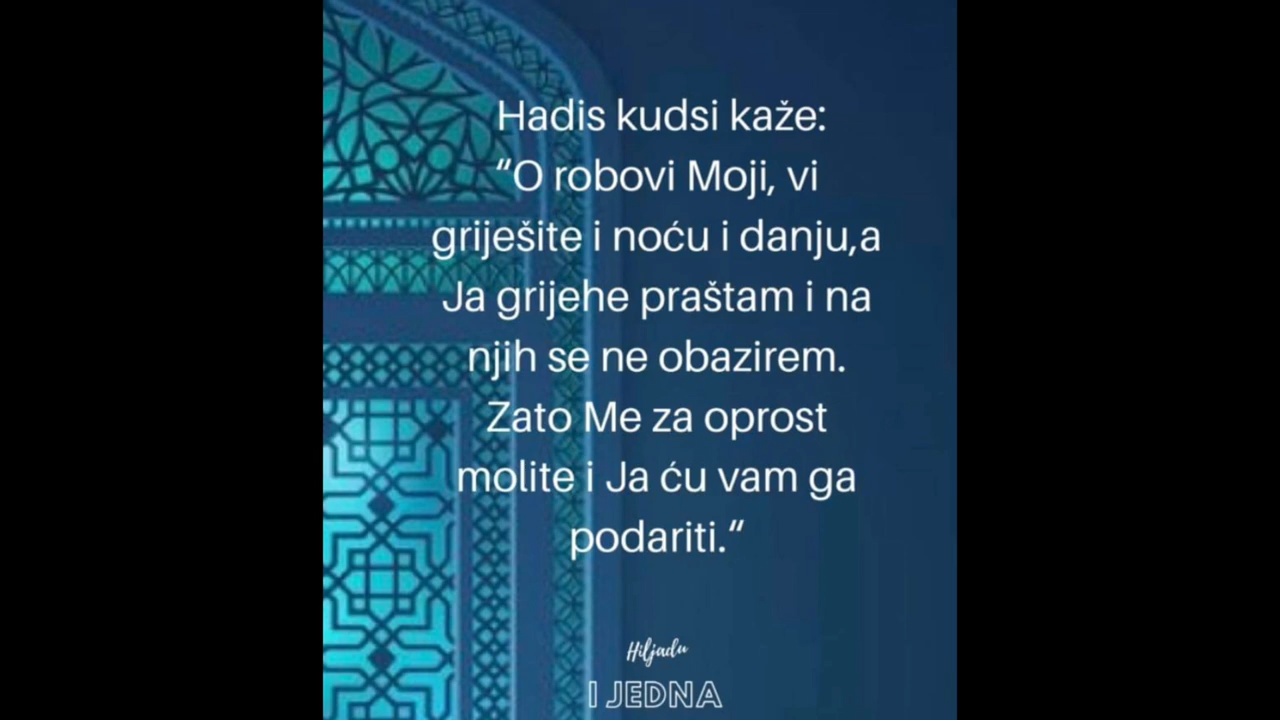 Hadis kudsi kaže:
“O robovi Moji, vi
griješite i noću i danju,a
Ja grijehe praštam i na
njih se ne obazirem.
Zato Me za oprost
molite i Ja ću vam ga
podariti.“
Hiljadu
I JEDNA